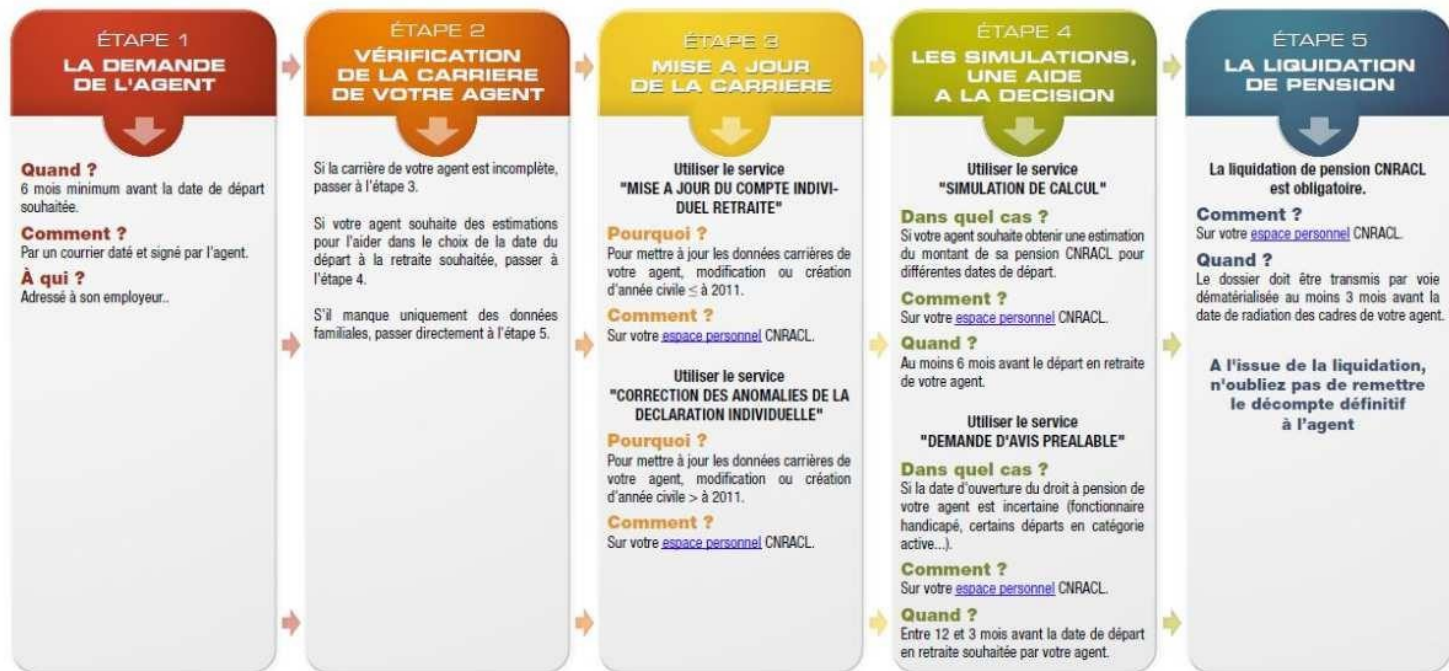 ÉTAPE 1
LA DEMANDE
DE L'AGENT
Quand ?
6 mois minimum avant la date de départ
souhaitée.
Comment ?
Par un courrier daté et signé par l'agent.
À qui ?
Adressé à son employeur..
ÉTAPE 2
VÉRIFICATION
DE LA CARRIERE
DE VOTRE AGENT
Si la carrière de votre agent est incomplète,
passer à l'étape 3.
Si votre agent souhaite des estimations
pour l'aider dans le choix de la date du
départ à la retraite souhaitée, passer à
l'étape 4.
S'il manque uniquement des données
familiales, passer directement à l'étape 5.
ÉTAPE 3
MISE A JOUR
DE LA CARRIERE
Utiliser le service
"MISE A JOUR DU COMPTE INDIVI-
DUEL RETRAITE"
Pourquoi ?
Pour mettre à jour les données carrières de
votre agent, modification ou création
d'année civile ≤ à 2011.
Comment ?
Sur votre espace personnel CNRACL.
Utiliser le service
"CORRECTION DES ANOMALIES DE LA
DECLARATION INDIVIDUELLE"
Pourquoi ?
Pour mettre à jour les données carrières de
votre agent, modification ou création
d'année civile > à 2011.
Comment ?
Sur votre espace personnel CNRACL.
ÉTAPE 4
LES SIMULATIONS,
UNE AIDE
A LA DECISION
Utiliser le service
"SIMULATION DE CALCUL"
Dans quel cas ?
Si votre agent souhaite obtenir une estimation
du montant de sa pension CNRACL pour
différentes dates de départ.
Comment ?
Sur votre espace personnel CNRACL.
Quand ?
Au moins 6 mois avant le départ en retraite
de votre agent.
Utiliser le service
"DEMANDE D'AVIS PREALABLE"
Dans quel cas ?
Si la date d'ouverture du droit à pension de
votre agent est incertaine (fonctionnaire
handicapé, certains départs en catégorie
active...).
Comment ?
Sur votre espace personnel CNRACL.
Quand ?
Entre 12 et 3 mois avant la date de départ
en retraite souhaitée par votre agent.
ÉTAPE 5
LA LIQUIDATION
DE PENSION
La liquidation de pension CNRACL
est obligatoire.
Comment ?
Sur votre espace personnel CNRACL.
Quand ?
Le dossier doit être transmis par voie
dématérialisée au moins 3 mois avant la
date de radiation des cadres de votre agent.
A l'issue de la liquidation,
n'oubliez pas de remettre
le décompte définitif
à l'agent